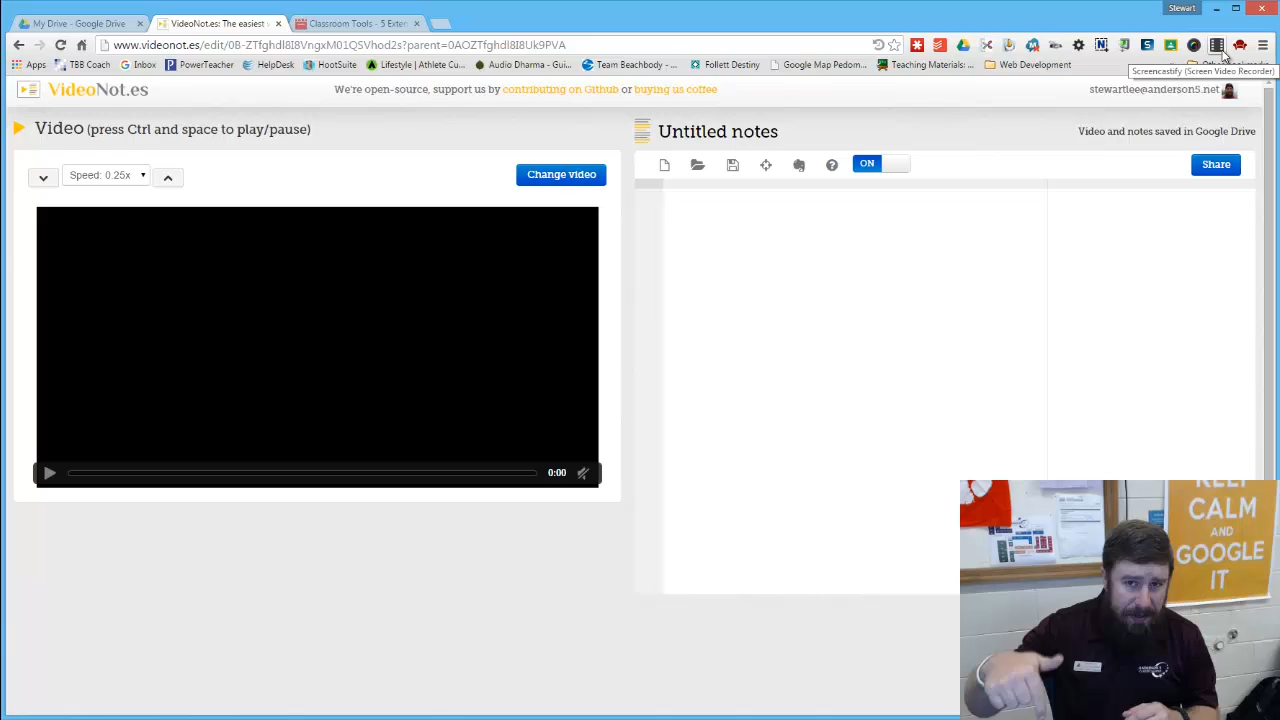 Stewart
My Drive - Google Drive
VideoNot.es: The easiest v
Classroom Tools - 5 Exter
www.videonot.es/edit/0B-ZTfghdl8I8VngxM01QSVhod2s?parent=0AOZTfghdl8I8Uk9PVA
Apps
TBB Coach
Inbox
PowerTeacher
HelpDesk
HootSuite
Lifestyle | Athlete Cu...
Audio Dharma - Gui...
Team Beachbody - ...
Follett Destiny
Google Map Pedom...
Teaching Materials: ...
Web Development
Screencastify (Screen Video Recorder)
VideoNot.es
We're open-source, support us by contributing on Github or buying us coffee
stewartlee@anderson5.net
Video (press Ctrl and space to play/pause)
Untitled notes
Video and notes saved in Google Drive
Speed: 0.25x
Change video
ON
Share
0:00
KEEP
CALM
AND
GOOGLE
IT